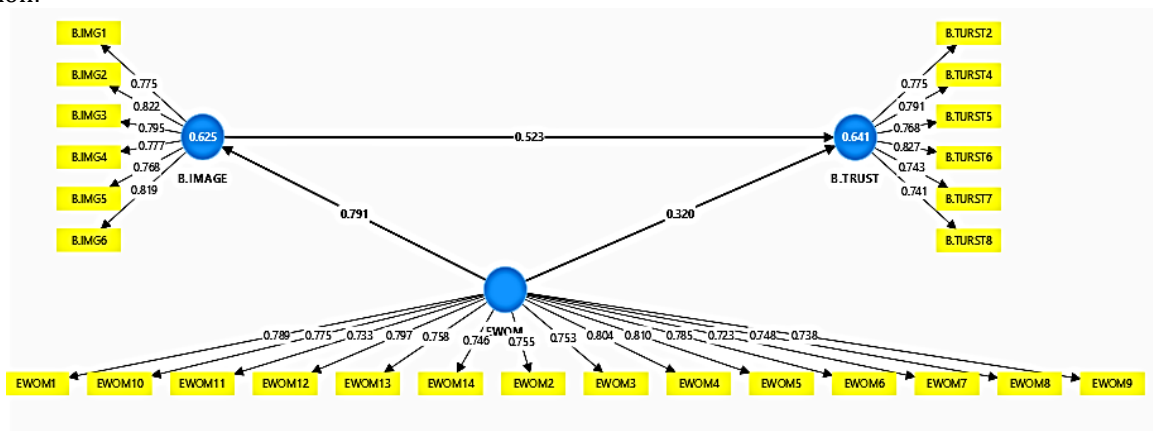 B.IMG1
B.TURST2
B.IMG2
0.775
0.775
B.TURST4
0.822
0.791
B.IMG3
0.795
0.625
0.523
0.641
0.768
B.TURST5
B.IMG4
0.777
0.827
B.TURST6
0.768
B.IMAGE
B.TRUST
0.743
B.IMG5
0.819
0.741
B.TURST7
0.791
0.320
B.IMG6
B.TURST8
EWOM
0.789
0.775
0.733
0.797
0.758
0.746
0.755
0.753
0.804
0.810
0.785
0.723
0.748
0.738
EWOM1
EWOM10
EWOM11
EWOM12
EWOM13
EWOM14
EWOM2
EWOM3
EWOM4
EWOM5
EWOM6
EWOM7
EWOM8
EWOM9